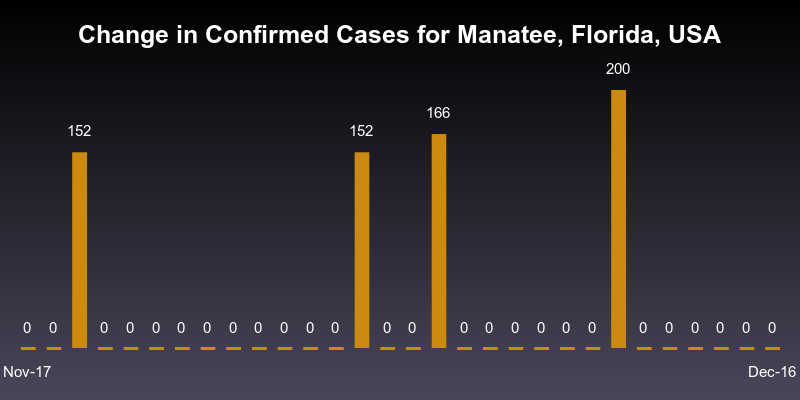 Change in Confirmed Cases for Manatee, Florida, USA
200
166
152 152
0 0 0 0 0 0 0 0 0 0 0 0 0 0 0 0 0 0 0 0 0 0 0 0 0 0
Nov-17 Dec-16